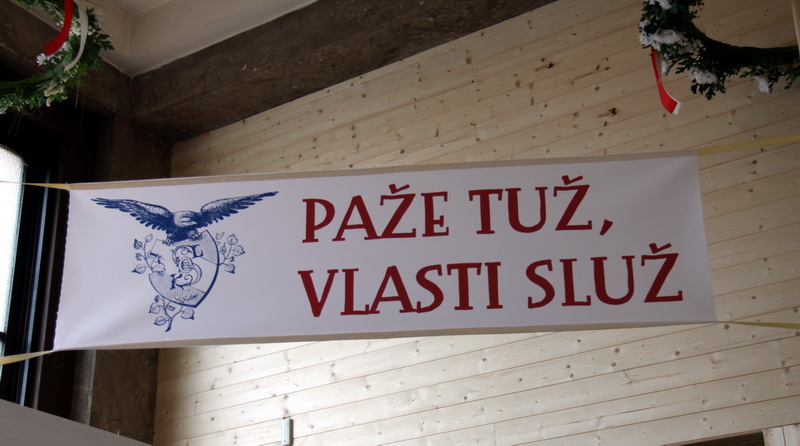 PAŽE TUŽ,
VLASTI SLUŽ